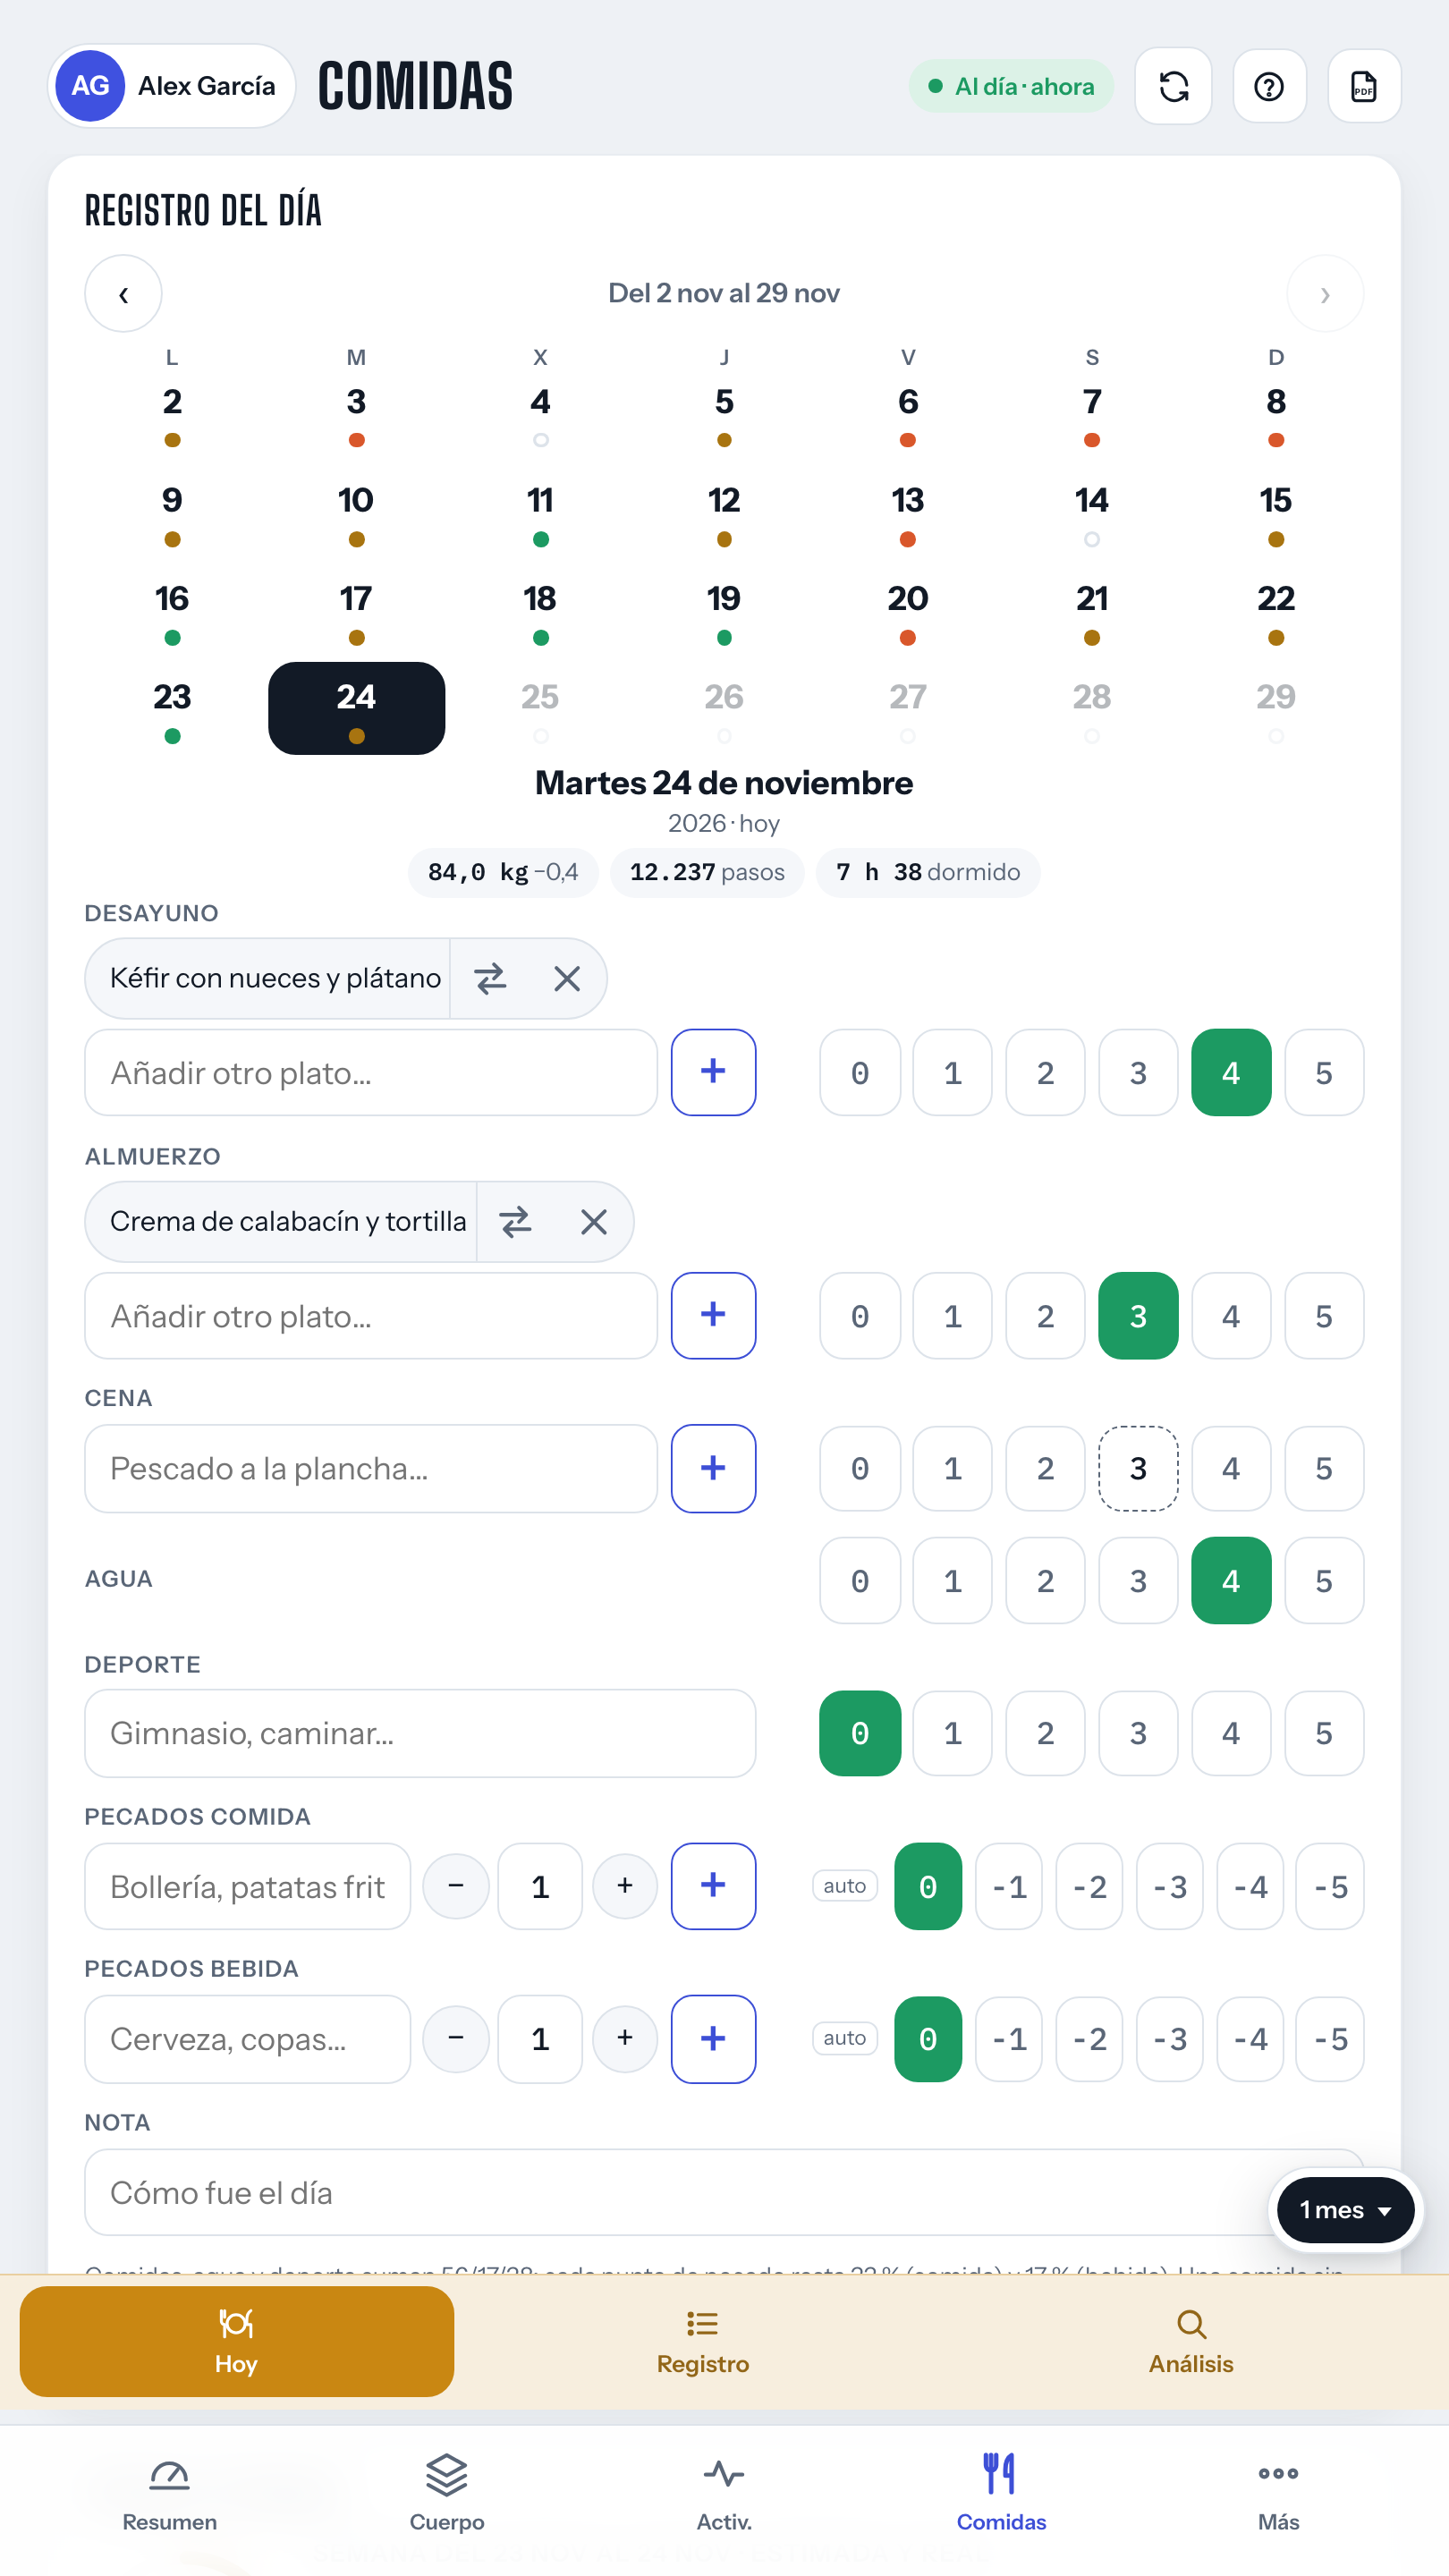 AG Alex García COMIDAS Al día · ahora PDF
REGISTRO DEL DÍA
‹ Del 2 nov al 29 nov ›
L M X J V S D
2 3 4 5 6 7 8
9 10 11 12 13 14 15
16 17 18 19 20 21 22
23 24 25 26 27 28 29
Martes 24 de noviembre
2026 · hoy
84,0 kg −0,4 12.237 pasos 7 h 38 dormido
DESAYUNO
Kéfir con nueces y plátano
Añadir otro plato... + 0 1 2 3 4 5
ALMUERZO
Crema de calabacín y tortilla
Añadir otro plato... + 0 1 2 3 4 5
CENA
Pescado a la plancha... + 0 1 2 3 4 5
AGUA 0 1 2 3 4 5
DEPORTE
Gimnasio, caminar... 0 1 2 3 4 5
PECADOS COMIDA
Bollería, patatas frit − 1 + + auto 0 -1 -2 -3 -4 -5
PECADOS BEBIDA
Cerveza, copas... − 1 + + auto 0 -1 -2 -3 -4 -5
NOTA
Cómo fue el día
1 mes
Hoy Registro Análisis
Resumen Cuerpo Activ. Comidas Más